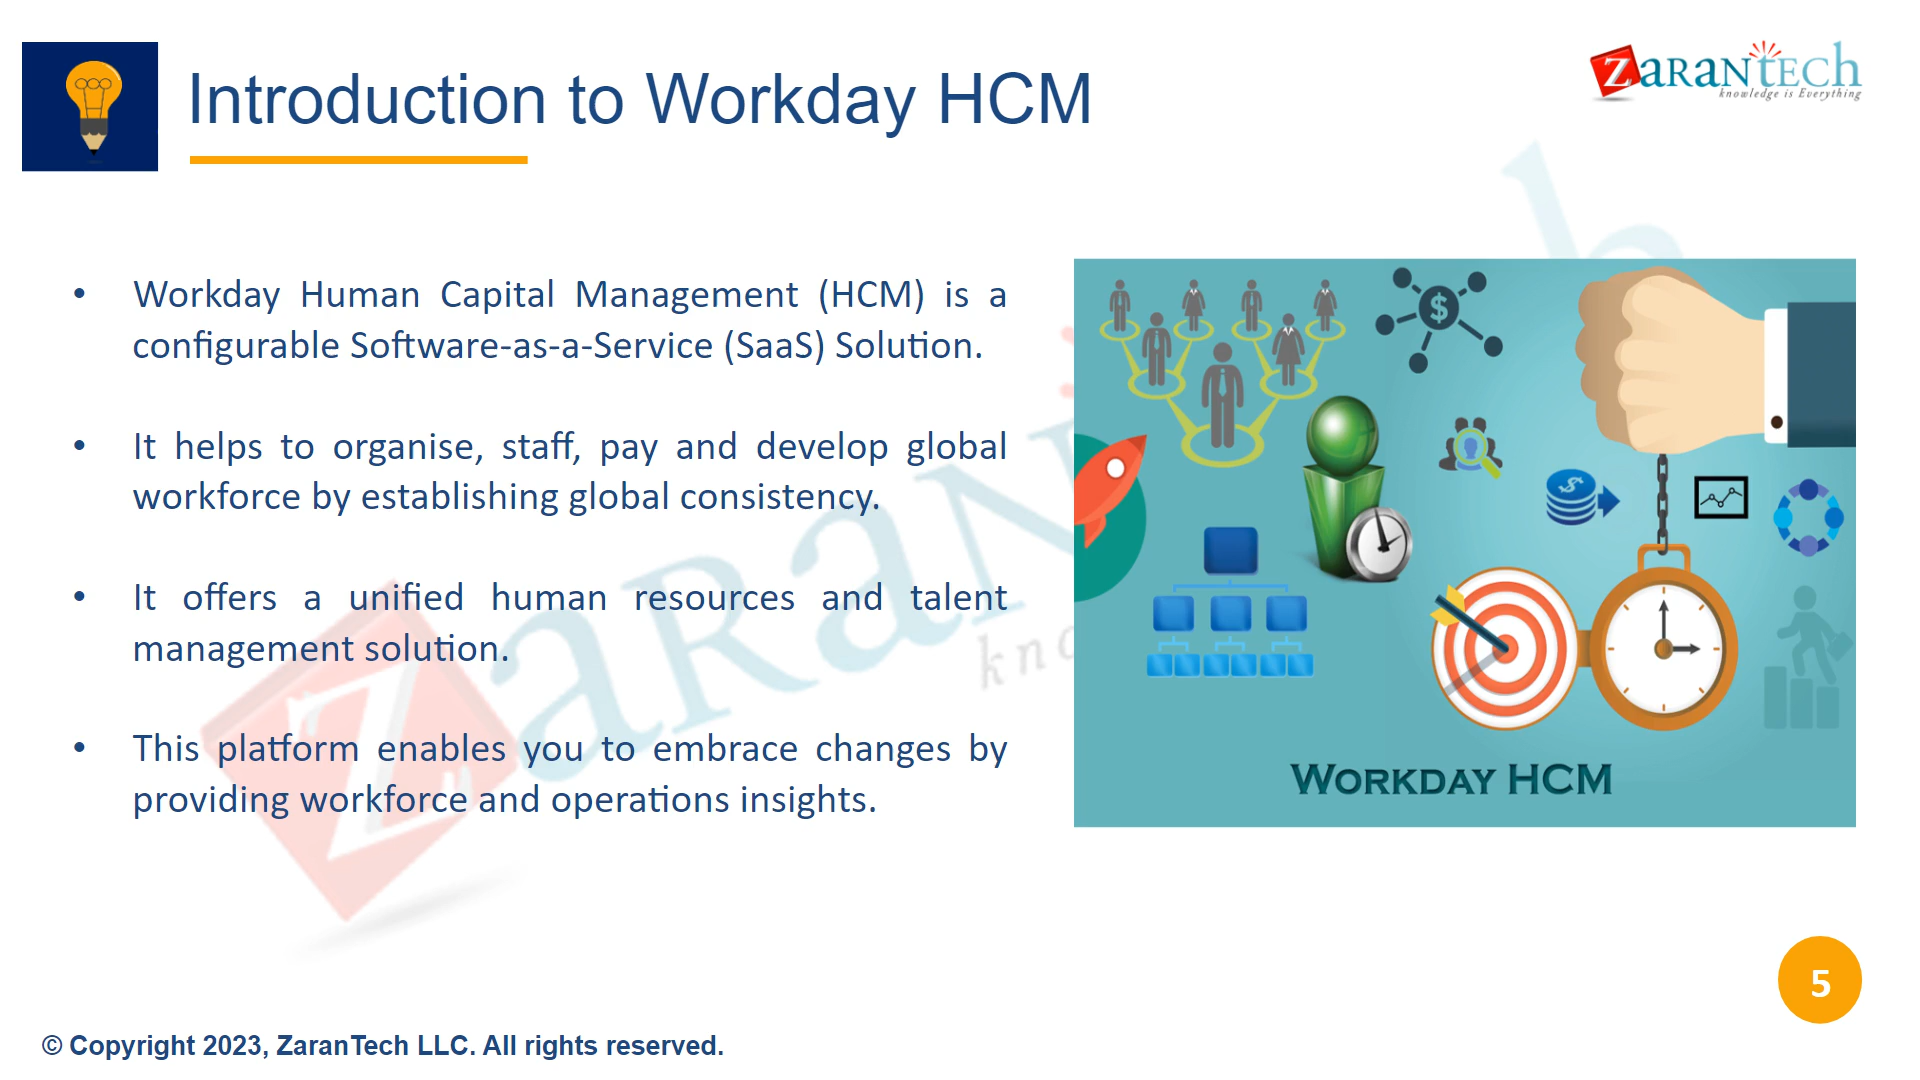 Introduction to Workday HCM
ZaranTech
knowledge is Everything
• Workday Human Capital Management (HCM) is a
configurable Software-as-a-Service (SaaS) Solution.
• It helps to organise, staff, pay and develop global
workforce by establishing global consistency.
• It offers a unified human resources and talent
management solution.
• This platform enables you to embrace changes by
providing workforce and operations insights.
$
$
Workday HCM
5
© Copyright 2023, ZaranTech LLC. All rights reserved.